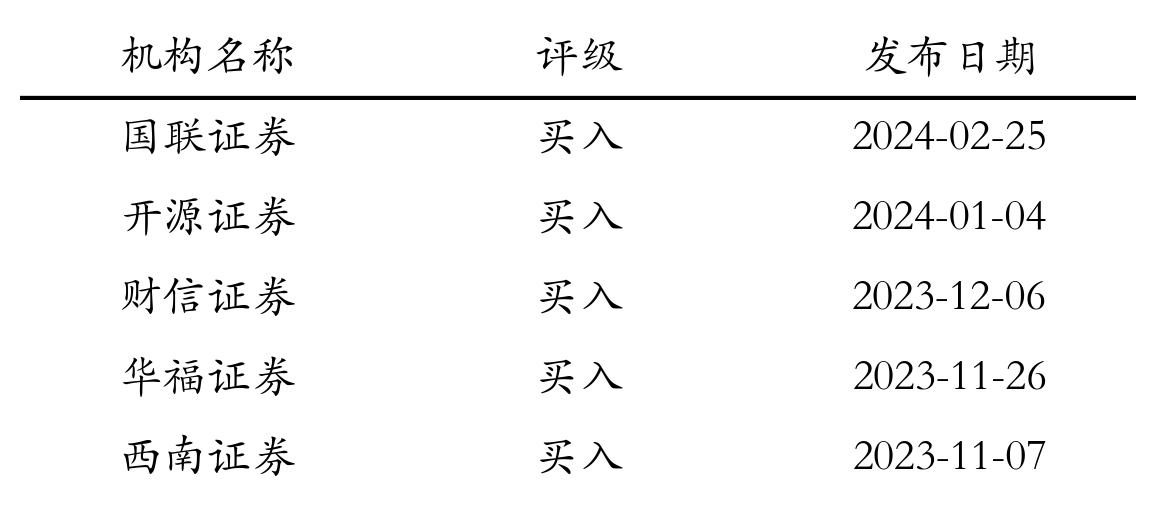 机构名称 评级 发布日期
国联证券 买入 2024-02-25
开源证券 买入 2024-01-04
财信证券 买入 2023-12-06
华福证券 买入 2023-11-26
西南证券 买入 2023-11-07